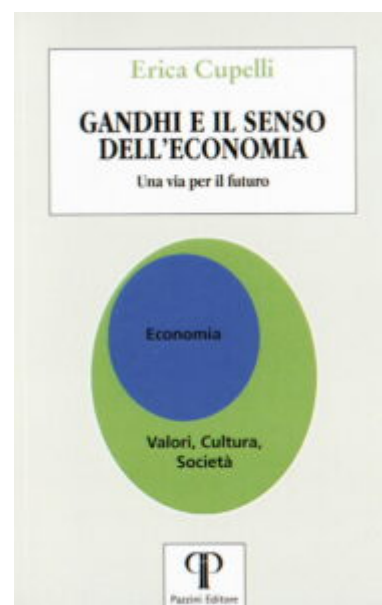 Erica Cupelli
GANDHI E IL SENSO
DELL'ECONOMIA
Una via per il futuro
Economia
Valori, Cultura,
Società
Pazzini Editore